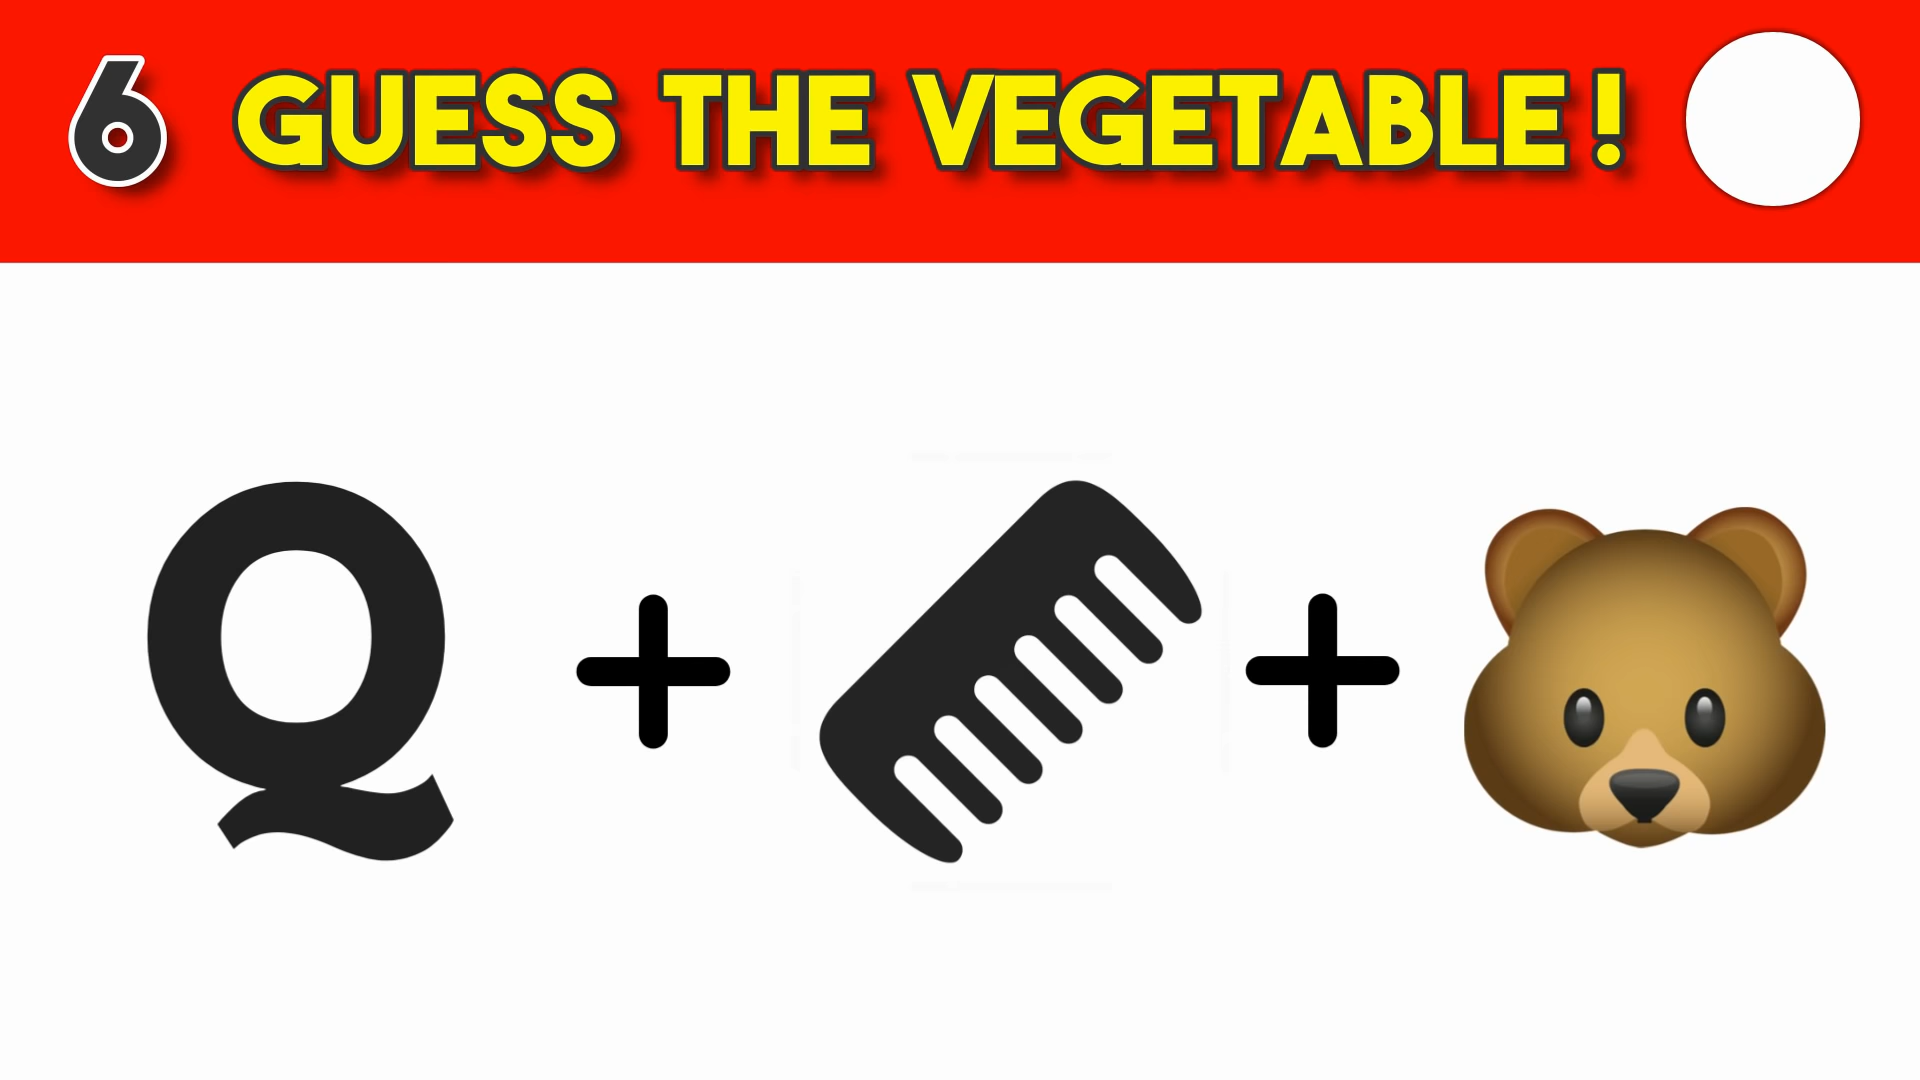 6 GUESS THE VEGETABLE!
Q + +